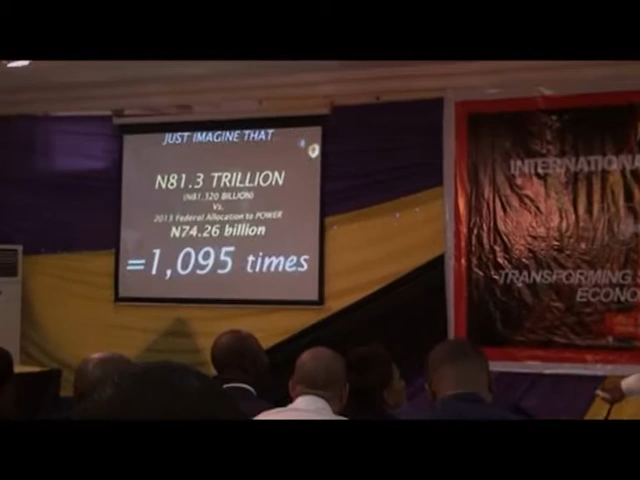 JUST IMAGINE THAT
N81.3 TRILLION
(N81.320 BILLION)
Vs.
2013 Federal Allocation to POWER
N74.26 billion
=1,095 times
INTERNATIONA
TRANSFORMING
ECONO